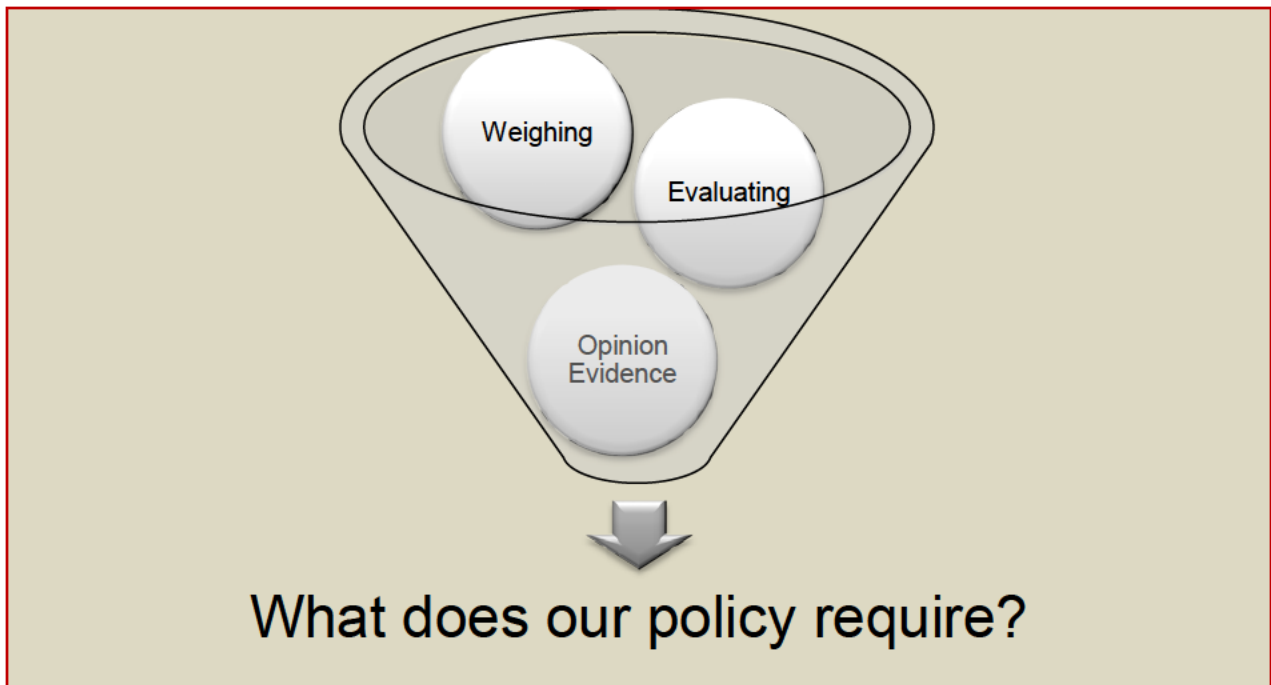 Weighing
Evaluating
Opinion
Evidence
What does our policy require?